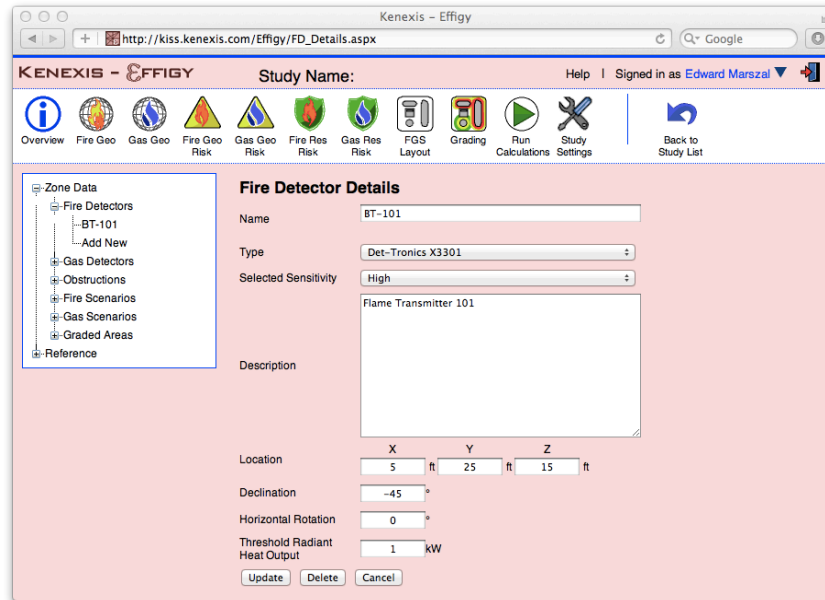 Kenexis – Effigy
http://kiss.kenexis.com/Effigy/FD_Details.aspx
Google
KENEXIS – EFFIGY
Study Name:
Help | Signed in as Edward Marszal
Overview
Fire Geo
Gas Geo
Fire Geo Risk
Gas Geo Risk
Fire Res Risk
Gas Res Risk
FGS Layout
Grading
Run Calculations
Study Settings
Back to Study List
Zone Data
Fire Detectors
BT-101
Add New
Gas Detectors
Obstructions
Fire Scenarios
Gas Scenarios
Graded Areas
Reference
Fire Detector Details
Name BT-101
Type Det-Tronics X3301
Selected Sensitivity High
Flame Transmitter 101
Description
X Y Z
Location 5 ft 25 ft 15 ft
Declination -45 °
Horizontal Rotation 0 °
Threshold Radiant
Heat Output 1 kW
Update Delete Cancel